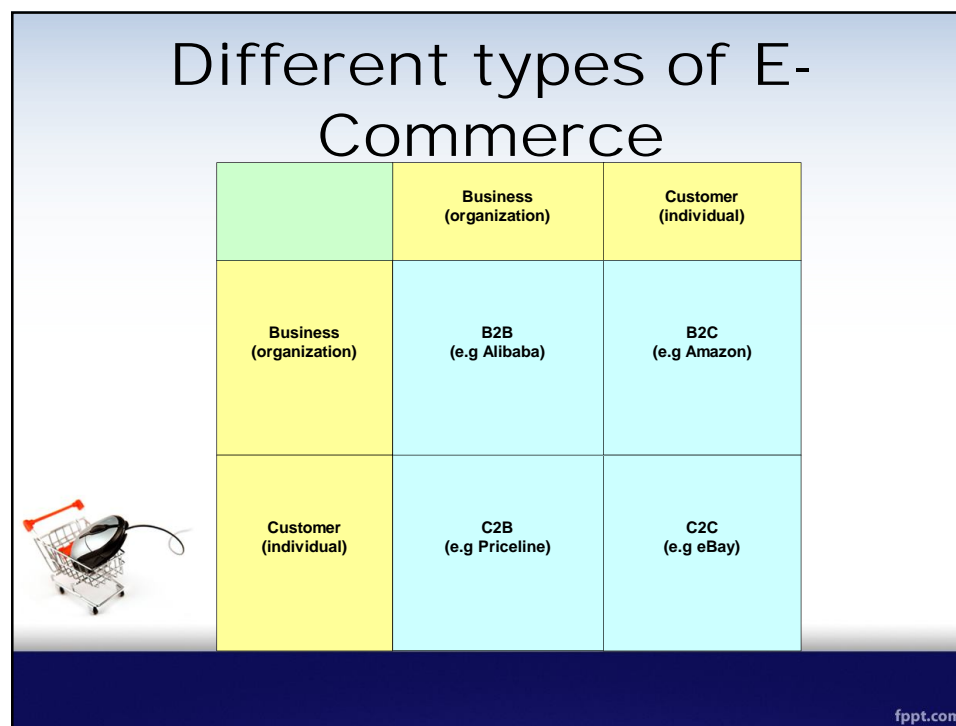 Different types of E-
Commerce
Business
(organization)
Customer
(individual)
Business
(organization)
B2B
(e.g Alibaba)
B2C
(e.g Amazon)
Customer
(individual)
C2B
(e.g Priceline)
C2C
(e.g eBay)
fppt.com